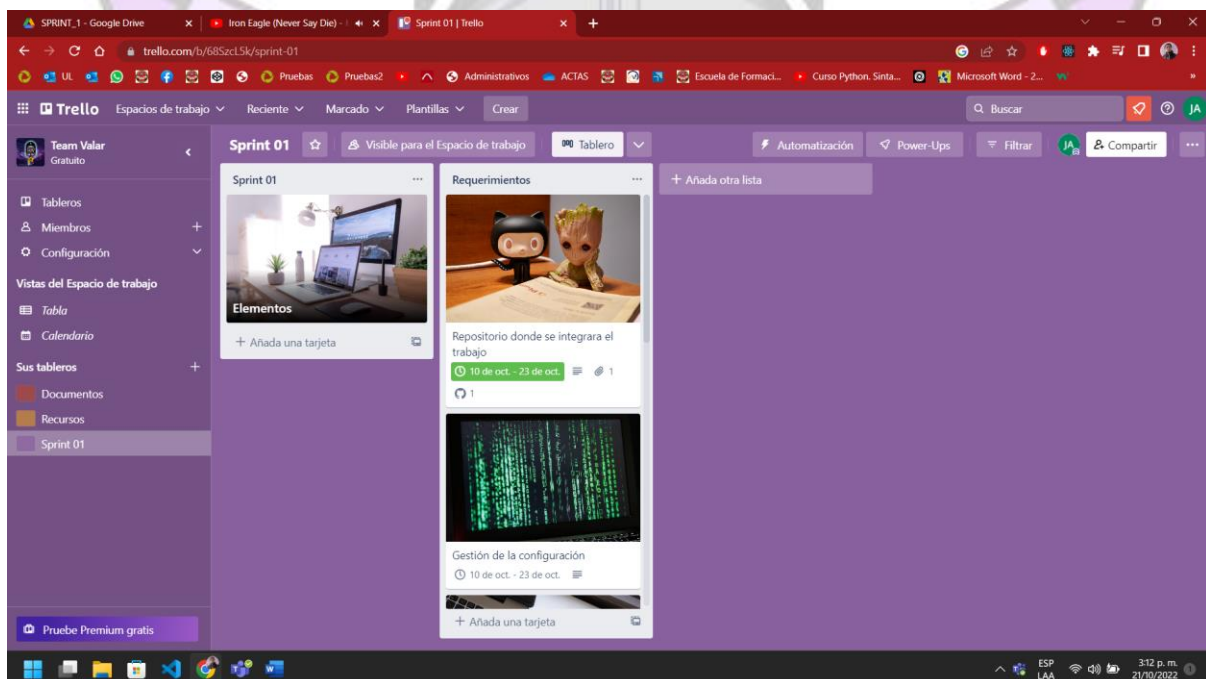 SPRINT_1 - Google Drive
Iron Eagle (Never Say Die) -
Sprint 01 | Trello
trello.com/b/68SzcL5k/sprint-01
UL
Pruebas
Pruebas2
Administrativos
ACTAS
Escuela de Formaci...
Curso Python. Sinta...
Microsoft Word - 2...
»
Trello
Espacios de trabajo
Reciente
Marcado
Plantillas
Crear
Buscar
JA
Team Valar
Gratuito
Sprint 01
Visible para el Espacio de trabajo
Tablero
Automatización
Power-Ups
Filtrar
JA
Compartir
Tableros
Miembros
Configuración
Vistas del Espacio de trabajo
Tabla
Calendario
Sus tableros
Documentos
Recursos
Sprint 01
Pruebe Premium gratis
Sprint 01
Elementos
+ Añada una tarjeta
Requerimientos
Repositorio donde se integrara el
trabajo
10 de oct. - 23 de oct.
1
1
Gestión de la configuración
10 de oct. - 23 de oct.
+ Añada una tarjeta
+ Añada otra lista
ESP
LAA
3:12 p. m.
21/10/2022